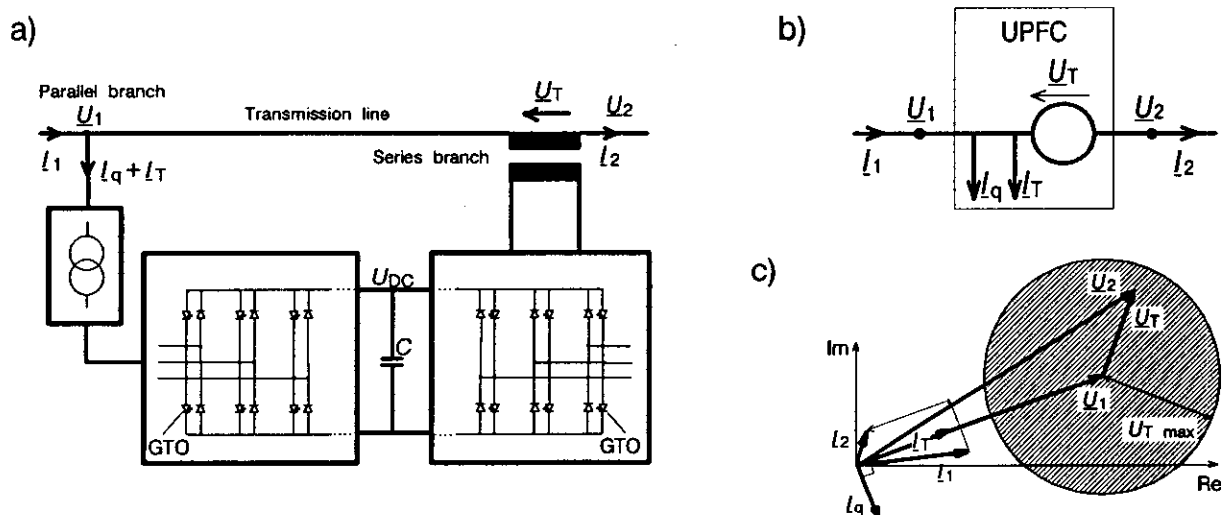 a)
Parallel branch
U1
Transmission line
UT
U2
I1
Iq + IT
Series branch
I2
UDC
C
GTO
GTO
b)
UPFC
UT
U1
U2
I1
Iq
IT
I2
c)
Im
U2
UT
U1
UT max
I2
IT
I1
Iq
Re